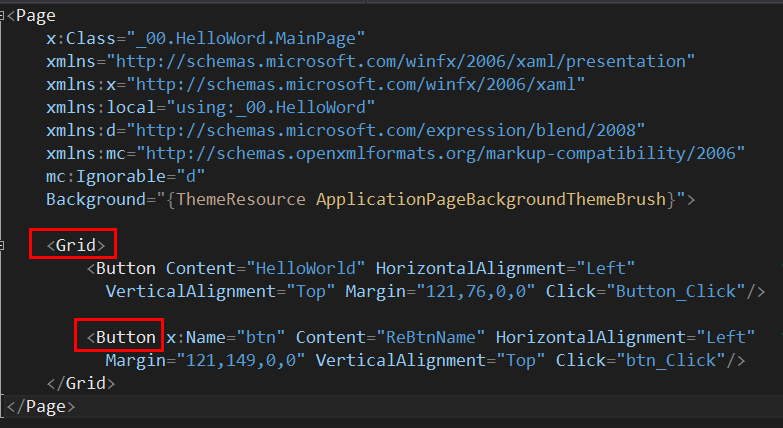 <Page
x:Class="_00.HelloWord.MainPage"
xmlns="http://schemas.microsoft.com/winfx/2006/xaml/presentation"
xmlns:x="http://schemas.microsoft.com/winfx/2006/xaml"
xmlns:local="using:_00.HelloWord"
xmlns:d="http://schemas.microsoft.com/expression/blend/2008"
xmlns:mc="http://schemas.openxmlformats.org/markup-compatibility/2006"
mc:Ignorable="d"
Background="{ThemeResource ApplicationPageBackgroundThemeBrush}">
<Grid>
<Button Content="HelloWorld" HorizontalAlignment="Left"
VerticalAlignment="Top" Margin="121,76,0,0" Click="Button_Click"/>
<Button x:Name="btn" Content="ReBtnName" HorizontalAlignment="Left"
Margin="121,149,0,0" VerticalAlignment="Top" Click="btn_Click"/>
</Grid>
</Page>